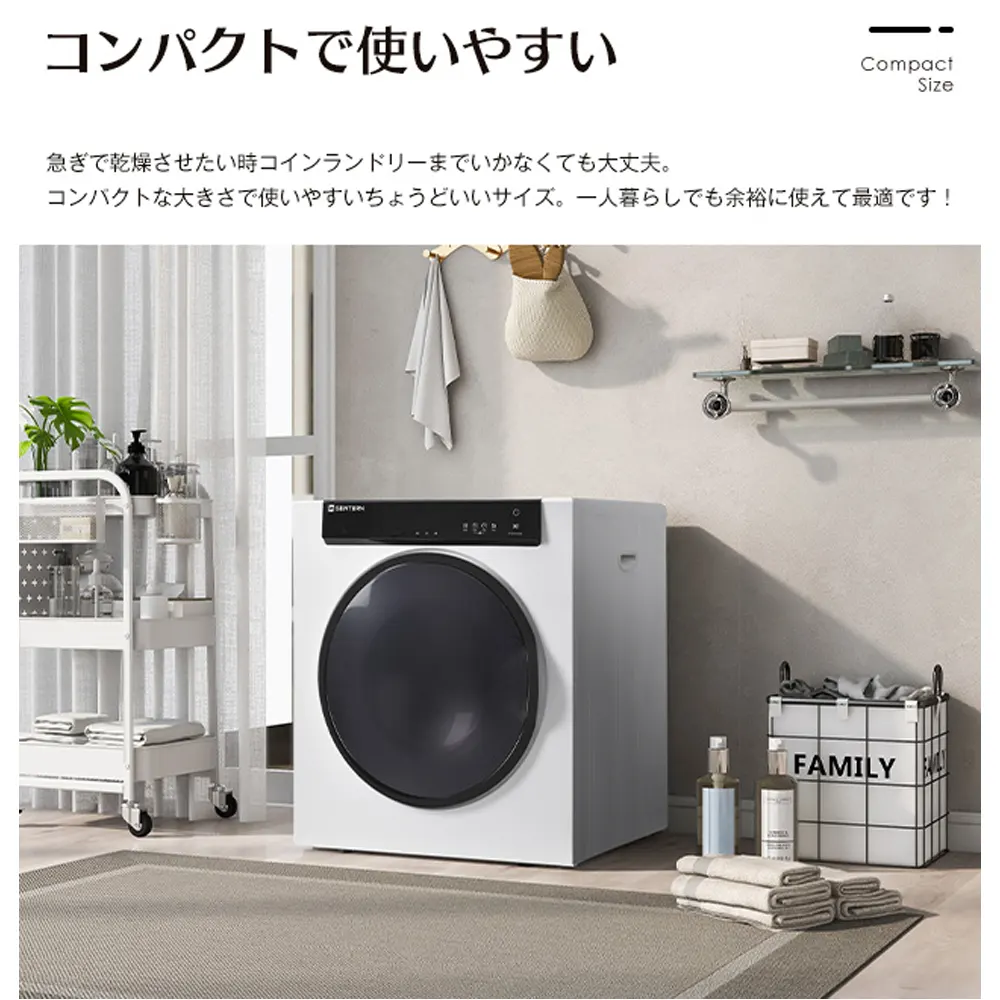 コンパクトで使いやすい
Compact
Size
急ぎで乾燥させたい時コインランドリーまでいかなくても大丈夫。
コンパクトな大きさで使いやすいちょうどいいサイズ。一人暮らしでも余裕に使えて最適です！
SENTERN
FAMILY